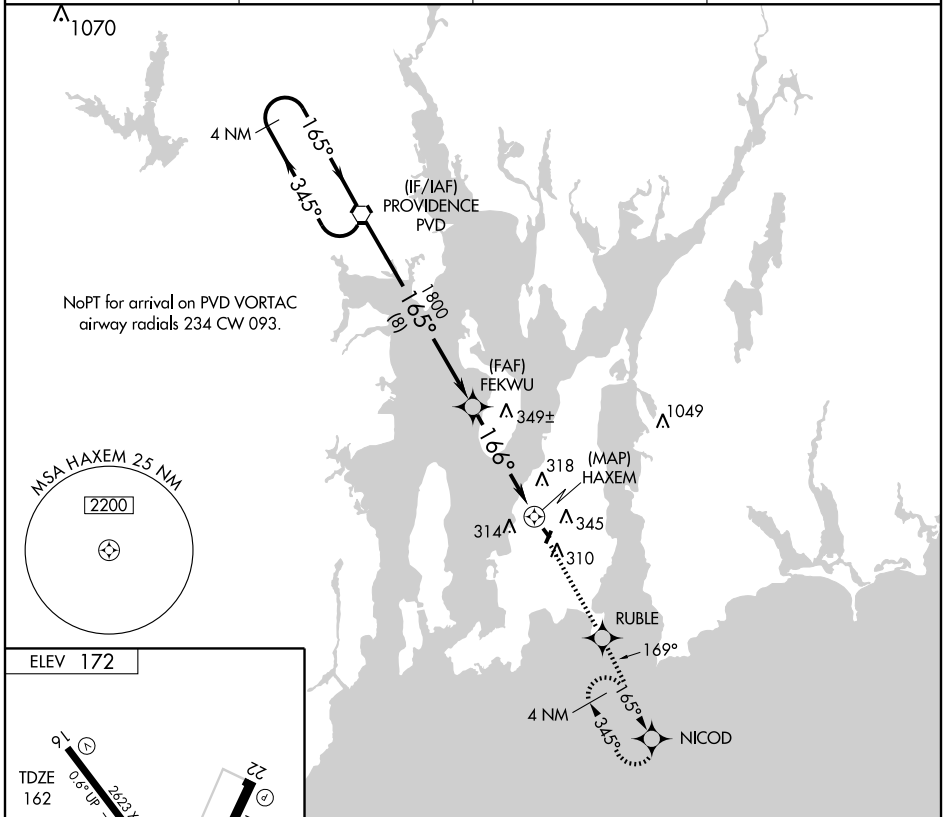 1070
4 NM
165°
345°
(IF/IAF)
PROVIDENCE
PVD
NoPT for arrival on PVD VORTAC
airway radials 234 CW 093.
1800
165°
(8)
(FAF)
FEKWU
349±
1049
166°
318
(MAP)
HAXEM
314
345
310
MSA HAXEM 25 NM
2200
RUBLE
169°
165°
4 NM
345°
NICOD
ELEV 172
16
V
22
P
TDZE
162
0.6° UP
2623 X